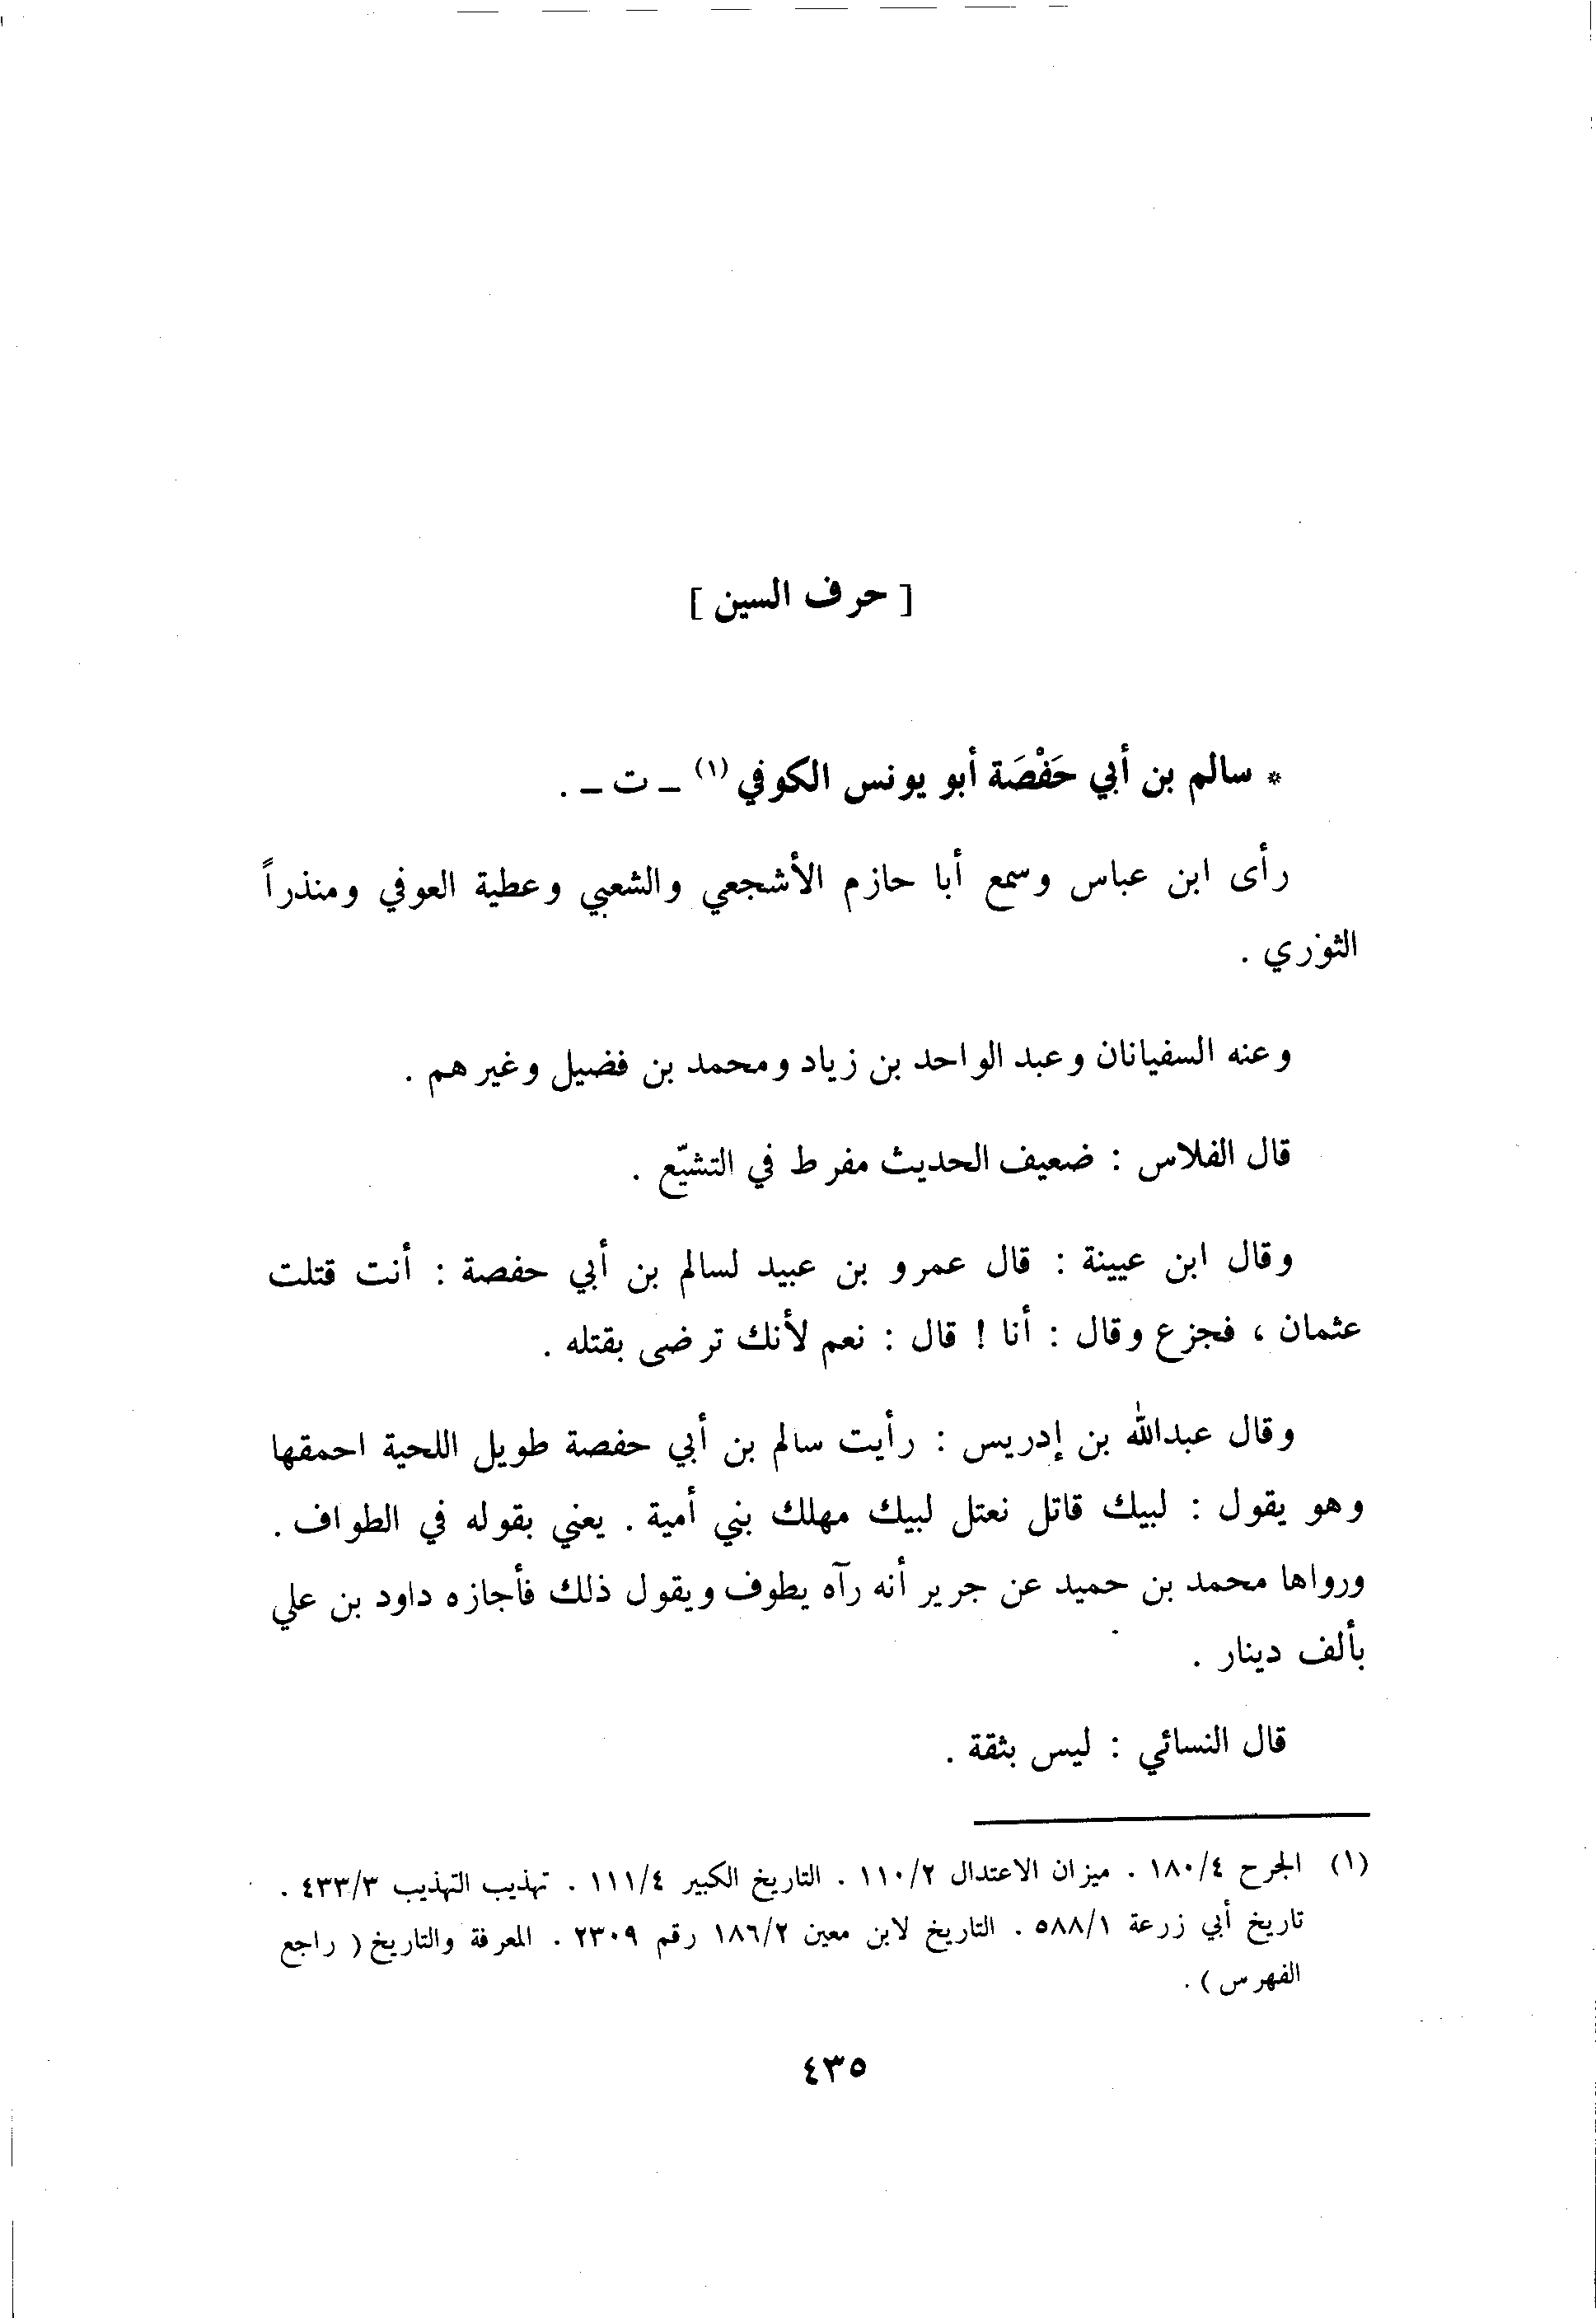 [ حرف السين ]
* سالم بن أبي حَفْصَة أبو يونس الكوفي (١) ـ ت ـ .
رأى ابن عباس وسمع أبا حازم الأشجعي والشعبي وعطية العوفي ومنذراً
الثوري .
وعنه السفيانان وعبد الواحد بن زياد ومحمد بن فضيل وغيرهم .
قال الفلاس : ضعيف الحديث مفرط في التشيّع .
وقال ابن عيينة : قال عمرو بن عبيد لسالم بن أبي حفصة : أنت قتلت
عثمان ، فجزع وقال : أنا ! قال : نعم لأنك ترضى بقتله .
وقال عبدالله بن إدريس : رأيت سالم بن أبي حفصة طويل اللحية احمقها
وهو يقول : لبيك قاتل نعتل لبيك مهلك بني أمية . يعني بقوله في الطواف .
ورواها محمد بن حميد عن جرير أنه رآه يطوف ويقول ذلك فأجازه داود بن علي
بألف دينار .
قال النسائي : ليس بثقة .
(١) الجرح ١٨٠/٤ . ميزان الاعتدال ١١٠/٢ . التاريخ الكبير ١١١/٤ . تهذيب التهذيب ٤٣٣/٣ .
تاريخ أبي زرعة ٥٨٨/١ . التاريخ لابن معين ١٨٦/٢ رقم ٢٣٠٩ . المعرفة والتاريخ ( راجع
الفهرس ) .
٤٣٥